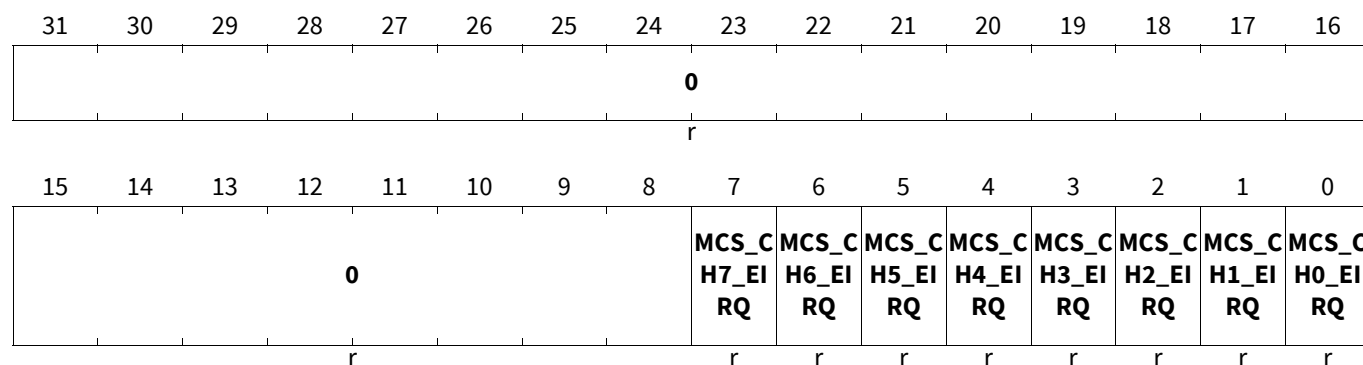 31 30 29 28 27 26 25 24 23 22 21 20 19 18 17 16
0
r
15 14 13 12 11 10 9 8 7 6 5 4 3 2 1 0
MCS_C MCS_C MCS_C MCS_C MCS_C MCS_C MCS_C MCS_C
0 H7_EI H6_EI H5_EI H4_EI H3_EI H2_EI H1_EI H0_EI
RQ RQ RQ RQ RQ RQ RQ RQ
r r r r r r r r r